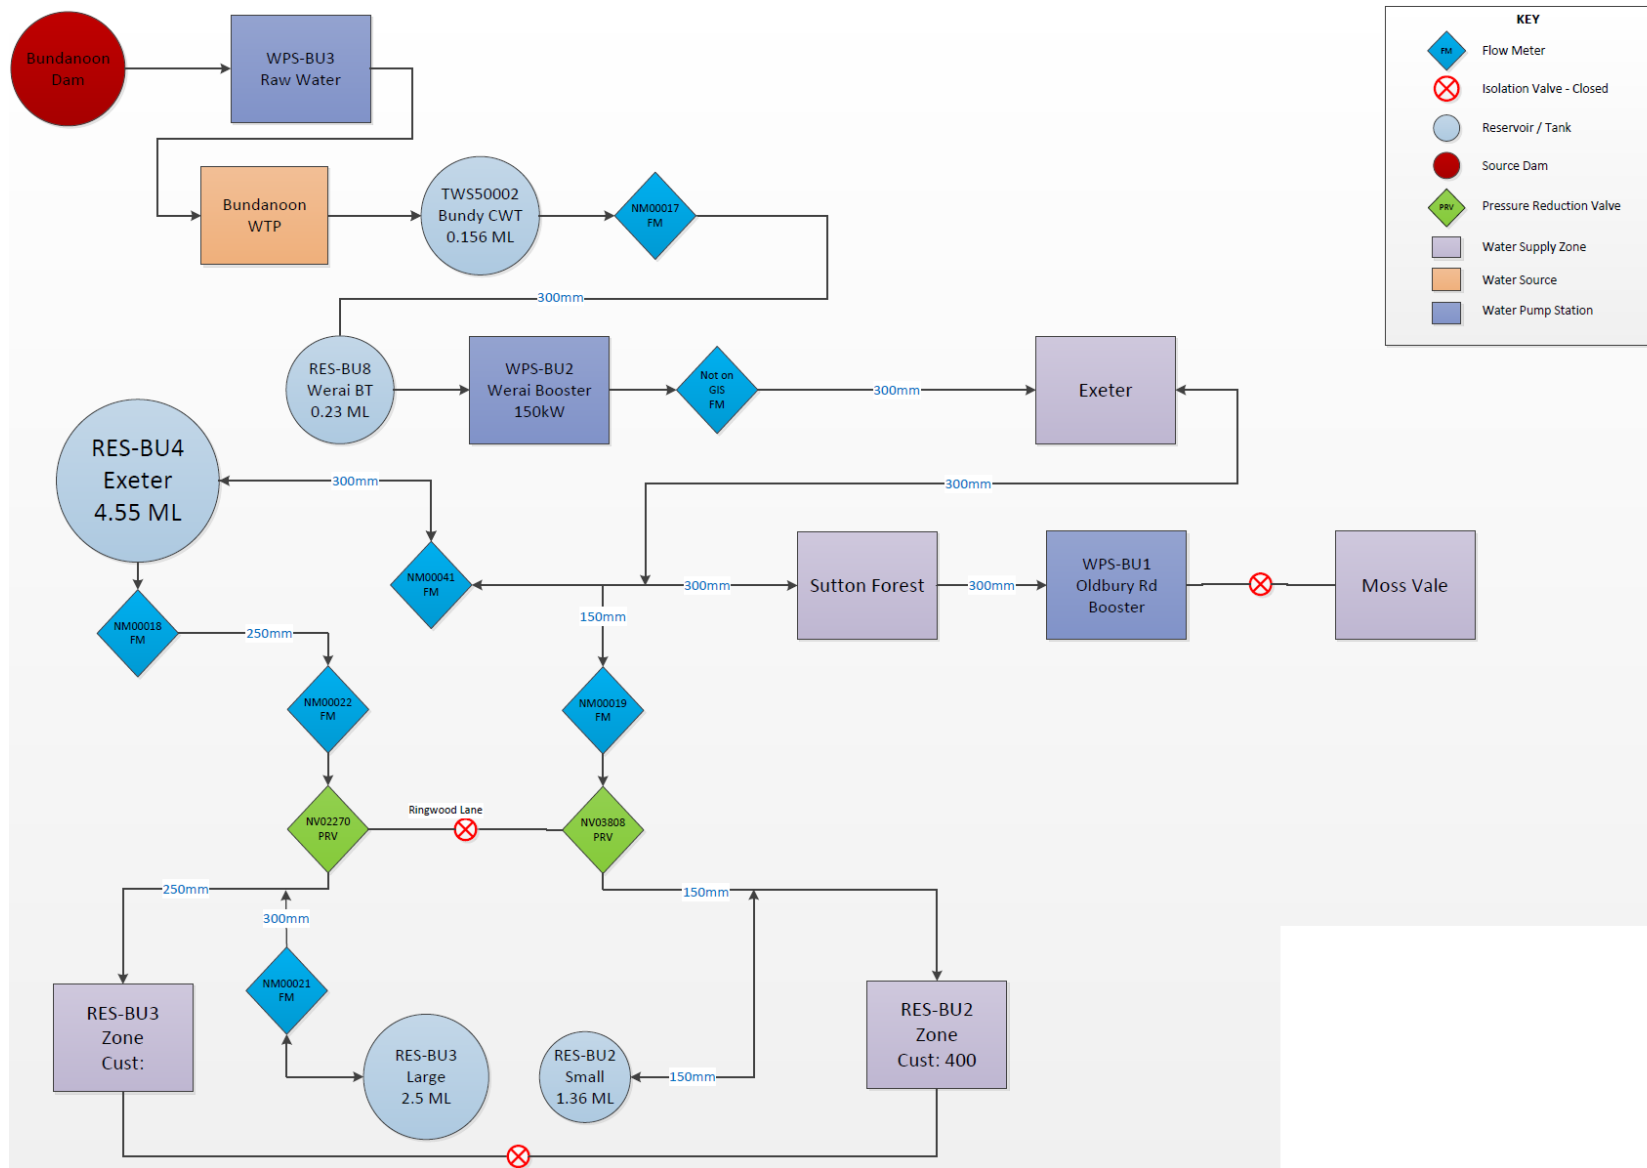 Bundanoon
Dam
WPS-BU3
Raw Water
KEY
FM
Flow Meter
Isolation Valve - Closed
Reservoir / Tank
Source Dam
PRV
Pressure Reduction Valve
Water Supply Zone
Water Source
Water Pump Station
Bundanoon
WTP
TWS50002
Bundy CWT
0.156 ML
NM00017
FM
300mm
RES-BU8
Werai BT
0.23 ML
WPS-BU2
Werai Booster
150kW
Not on
GIS
FM
300mm
Exeter
RES-BU4
Exeter
4.55 ML
300mm
300mm
NM00041
FM
300mm
Sutton Forest
300mm
WPS-BU1
Oldbury Rd
Booster
Moss Vale
NM00018
FM
250mm
150mm
NM00022
FM
NM00019
FM
NV02270
PRV
Ringwood Lane
NV03808
PRV
250mm
300mm
150mm
NM00021
FM
RES-BU3
Zone
Cust:
RES-BU3
Large
2.5 ML
RES-BU2
Small
1.36 ML
150mm
RES-BU2
Zone
Cust: 400